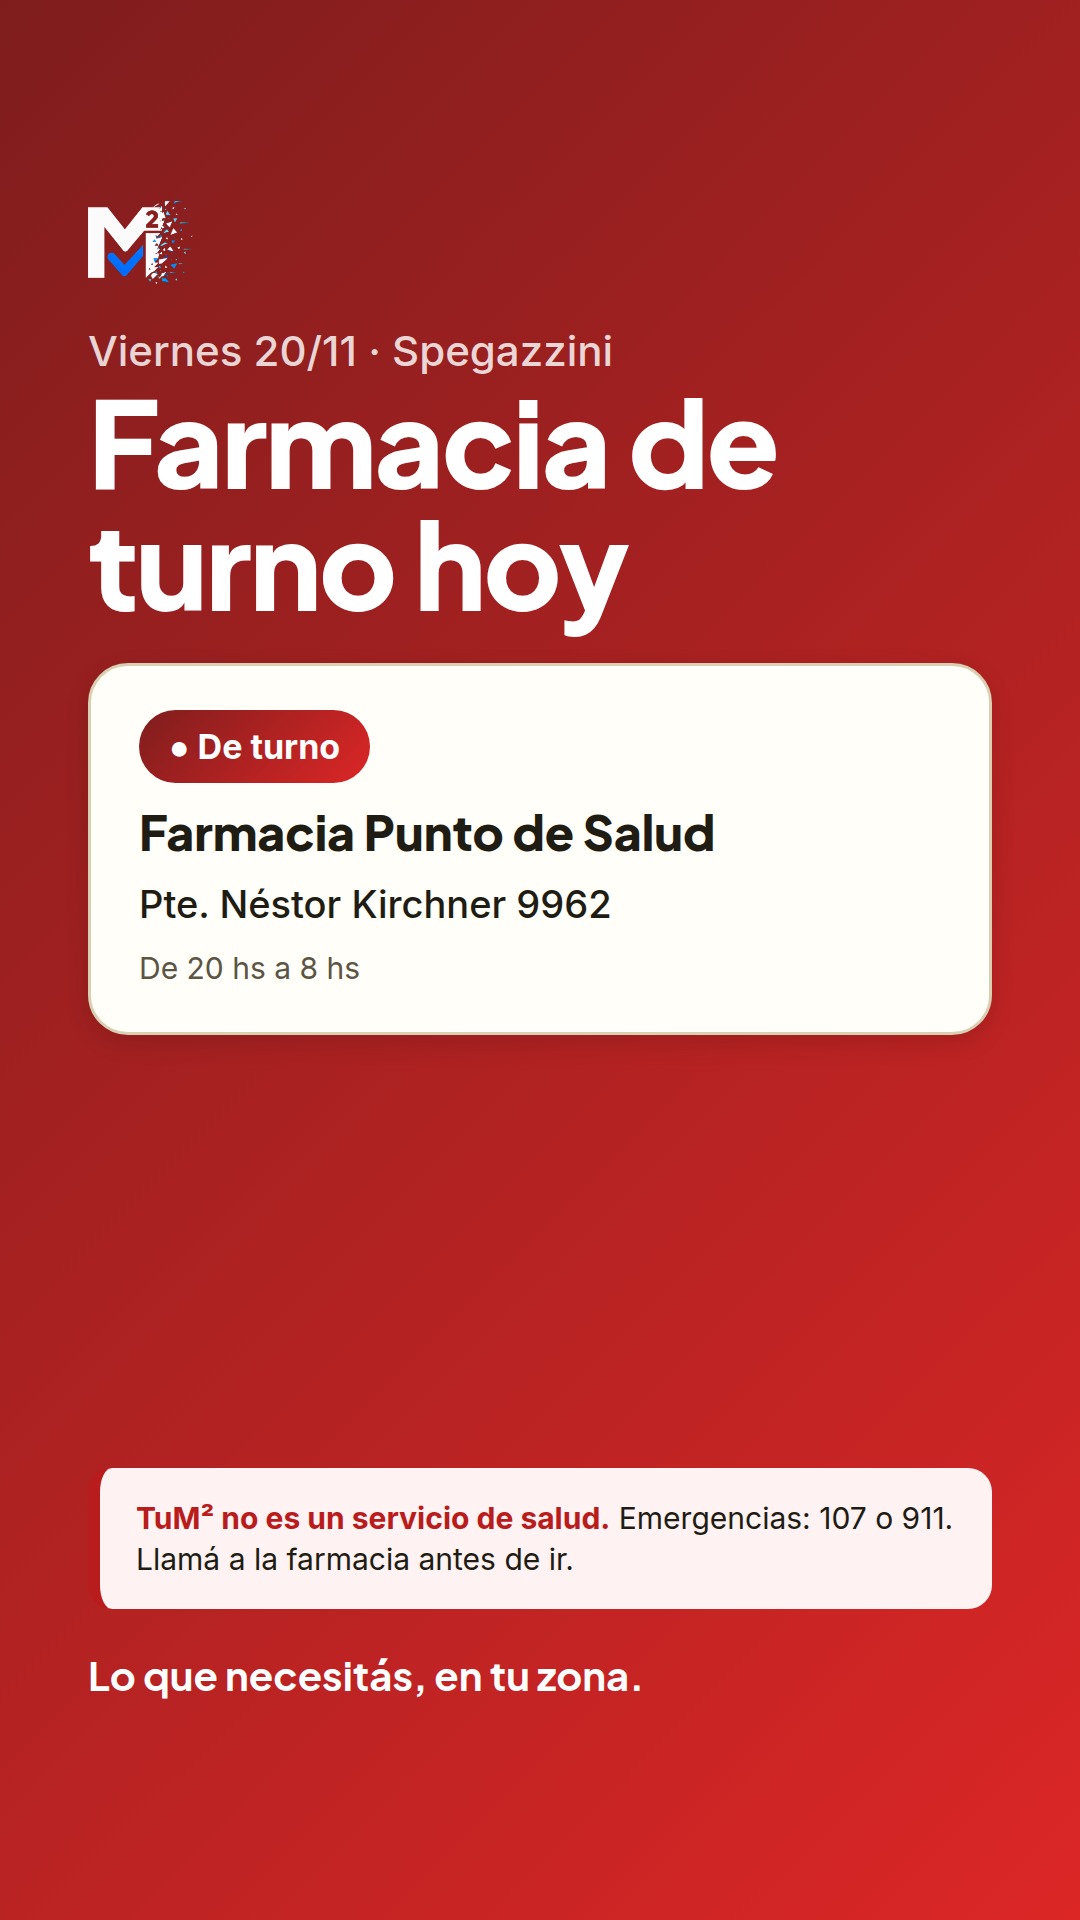 M2
Viernes 20/11 · Spegazzini
Farmacia de
turno hoy
● De turno
Farmacia Punto de Salud
Pte. Néstor Kirchner 9962
De 20 hs a 8 hs
TuM² no es un servicio de salud. Emergencias: 107 o 911.
Llamá a la farmacia antes de ir.
Lo que necesitás, en tu zona.